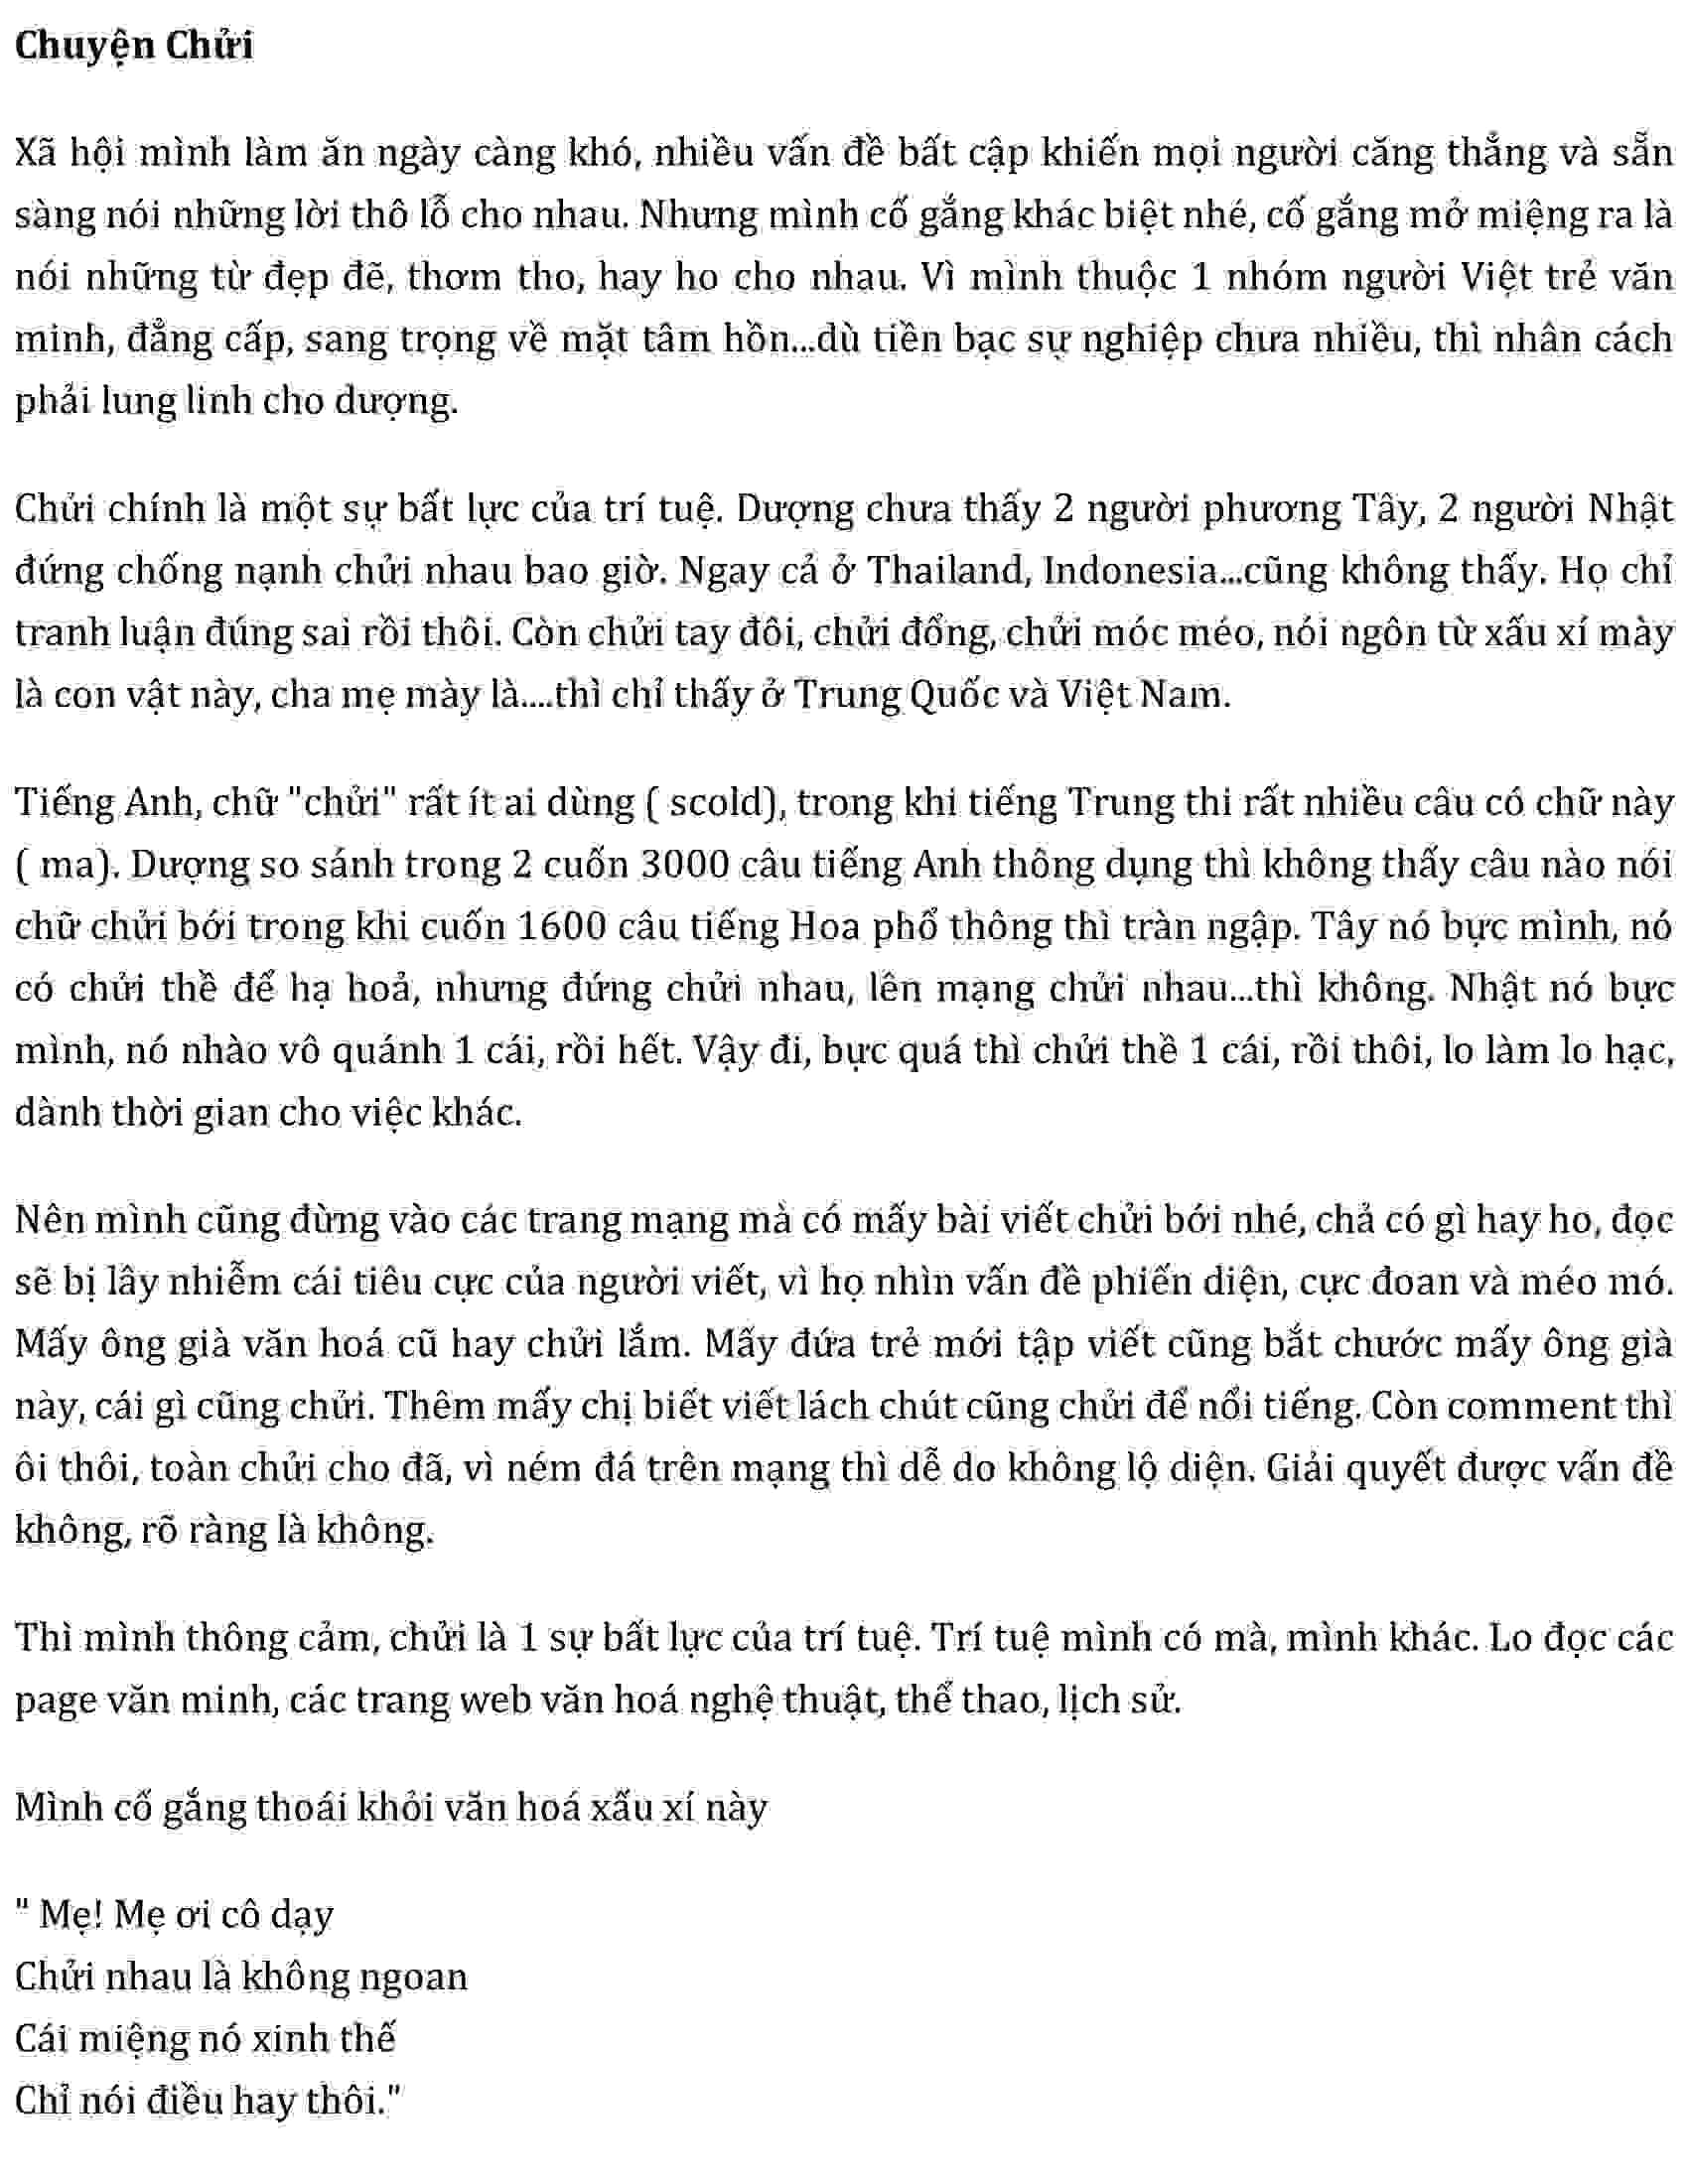 Chuyện Chửi
Xã hội mình làm ăn ngày càng khó, nhiều vấn đề bất cập khiến mọi người căng thẳng và sẵn
sàng nói những lời thô lỗ cho nhau. Nhưng mình cố gắng khác biệt nhé, cố gắng mở miệng ra là
nói những từ đẹp đẽ, thơm tho, hay ho cho nhau. Vì mình thuộc 1 nhóm người Việt trẻ văn
minh, đẳng cấp, sang trọng về mặt tâm hồn...dù tiền bạc sự nghiệp chưa nhiều, thì nhân cách
phải lung linh cho dượng.
Chửi chính là một sự bất lực của trí tuệ. Dượng chưa thấy 2 người phương Tây, 2 người Nhật
đứng chống nạnh chửi nhau bao giờ. Ngay cả ở Thailand, Indonesia...cũng không thấy. Họ chỉ
tranh luận đúng sai rồi thôi. Còn chửi tay đôi, chửi đổng, chửi móc méo, nói ngôn từ xấu xí mày
là con vật này, cha mẹ mày là....thì chỉ thấy ở Trung Quốc và Việt Nam.
Tiếng Anh, chữ "chửi" rất ít ai dùng ( scold), trong khi tiếng Trung thi rất nhiều câu có chữ này
( ma). Dượng so sánh trong 2 cuốn 3000 câu tiếng Anh thông dụng thì không thấy câu nào nói
chữ chửi bới trong khi cuốn 1600 câu tiếng Hoa phổ thông thì tràn ngập. Tây nó bực mình, nó
có chửi thề để hạ hoả, nhưng đứng chửi nhau, lên mạng chửi nhau...thì không. Nhật nó bực
mình, nó nhào vô quánh 1 cái, rồi hết. Vậy đi, bực quá thì chửi thề 1 cái, rồi thôi, lo làm lo hạc,
dành thời gian cho việc khác.
Nên mình cũng đừng vào các trang mạng mà có mấy bài viết chửi bới nhé, chả có gì hay ho, đọc
sẽ bị lây nhiễm cái tiêu cực của người viết, vì họ nhìn vấn đề phiến diện, cực đoan và méo mó.
Mấy ông già văn hoá cũ hay chửi lắm. Mấy đứa trẻ mới tập viết cũng bắt chước mấy ông già
này, cái gì cũng chửi. Thêm mấy chị biết viết lách chút cũng chửi để nổi tiếng. Còn comment thì
ôi thôi, toàn chửi cho đã, vì ném đá trên mạng thì dễ do không lộ diện. Giải quyết được vấn đề
không, rõ ràng là không.
Thì mình thông cảm, chửi là 1 sự bất lực của trí tuệ. Trí tuệ mình có mà, mình khác. Lo đọc các
page văn minh, các trang web văn hoá nghệ thuật, thể thao, lịch sử.
Mình cố gắng thoái khỏi văn hoá xấu xí này
" Mẹ! Mẹ ơi cô dạy
Chửi nhau là không ngoan
Cái miệng nó xinh thế
Chỉ nói điều hay thôi."